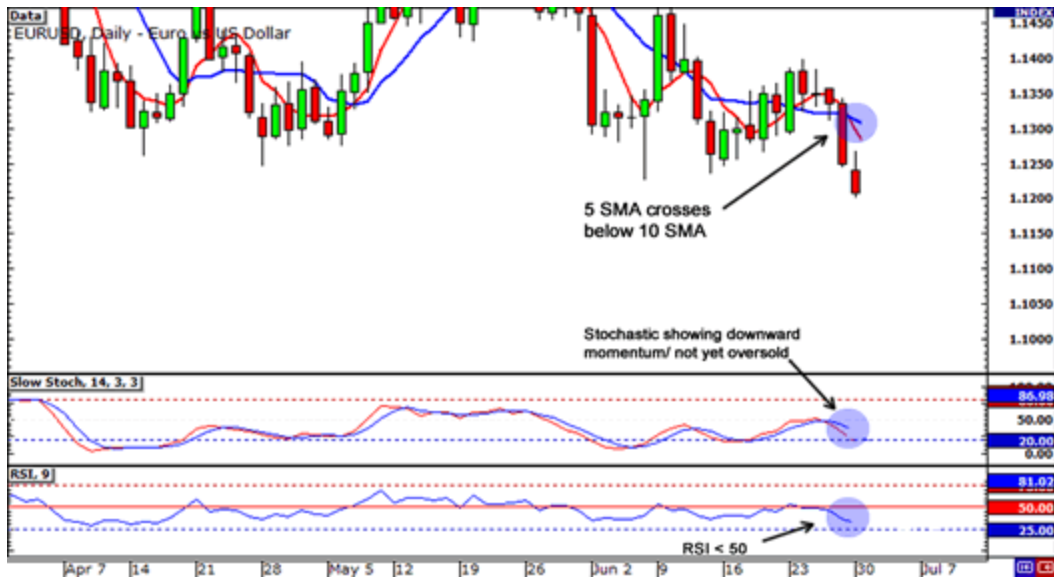 Data
INDEX
EURUSD, Daily - Euro vs US Dollar
1.1450
1.1400
1.1350
1.1300
1.1250
1.1200
1.1150
1.1100
1.1050
1.1000
5 SMA crosses
below 10 SMA
Stochastic showing downward
momentum/ not yet oversold
Slow Stoch, 14, 3, 3
86.98
50.00
20.00
0.00
RSI, 9
81.02
50.00
25.00
RSI < 50
Apr 7 14 21 28 May 5 12 19 26 Jun 2 9 16 23 30 Jul 7